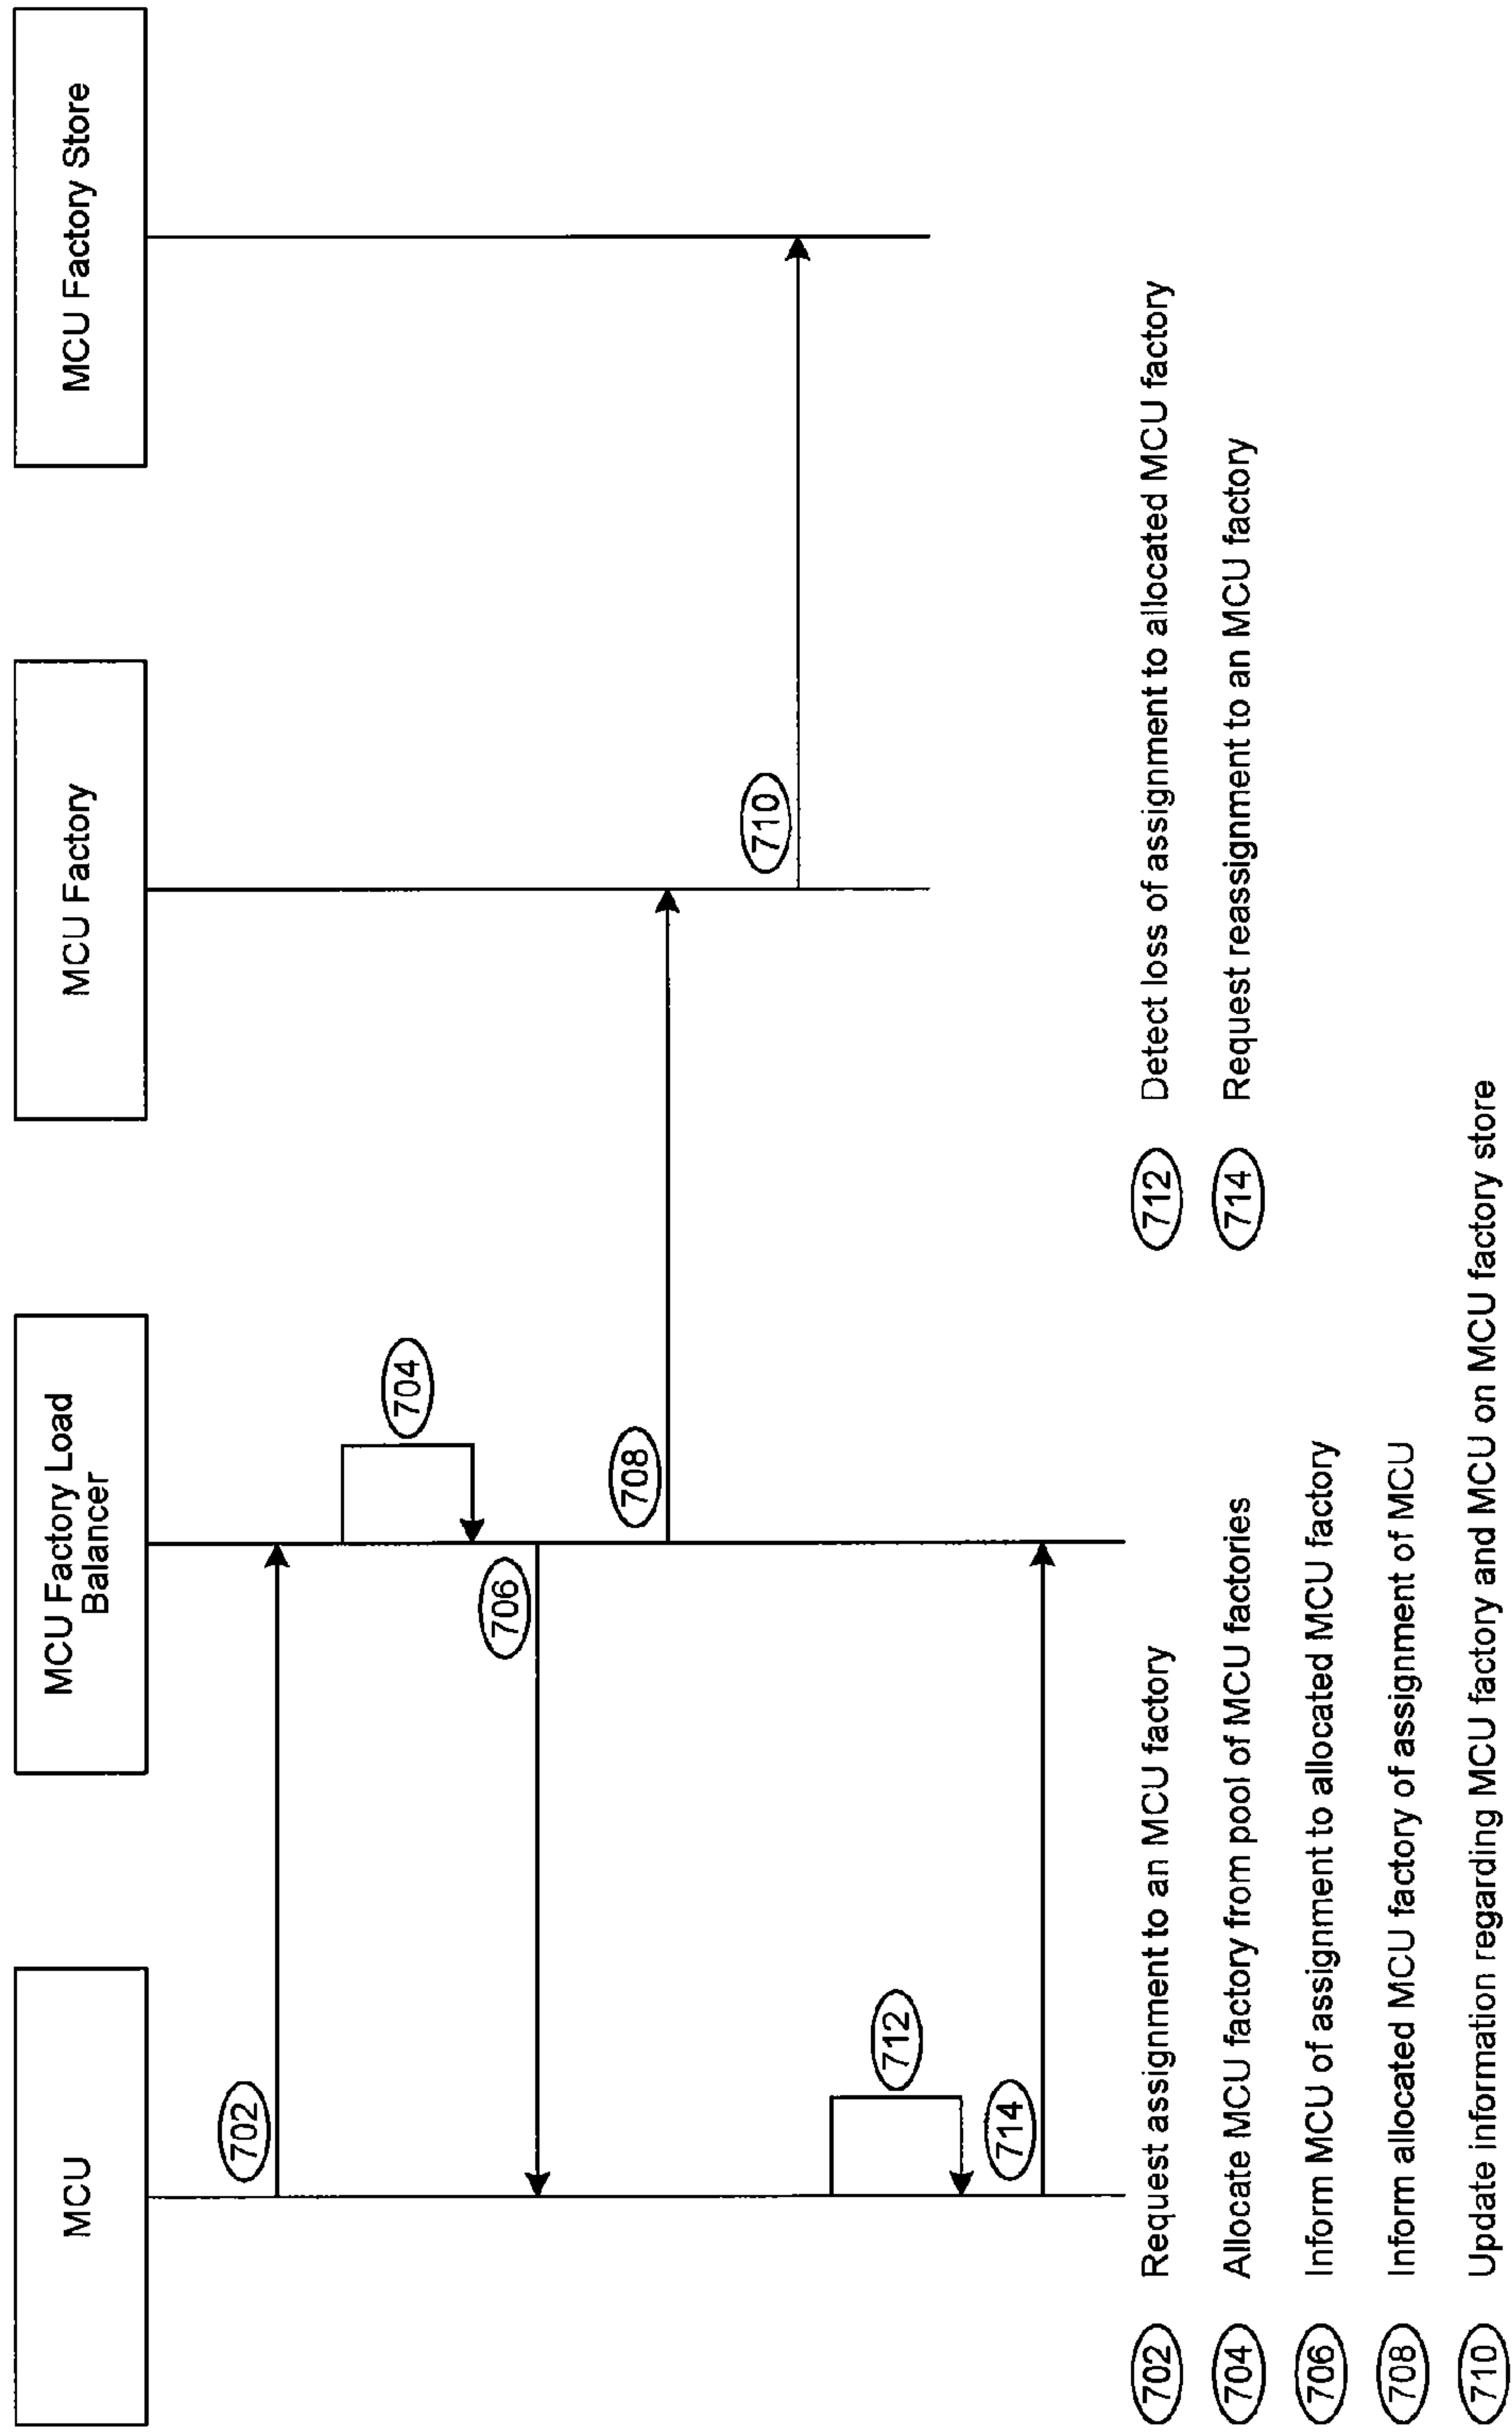 MCU
MCU Factory Load
Balancer
MCU Factory
MCU Factory Store
702
704
706
708
710
712
714
702 Request assignment to an MCU factory
704 Allocate MCU factory from pool of MCU factories
706 Inform MCU of assignment to allocated MCU factory
708 Inform allocated MCU factory of assignment of MCU
710 Update information regarding MCU factory and MCU on MCU factory store
712 Detect loss of assignment to allocated MCU factory
714 Request reassignment to an MCU factory